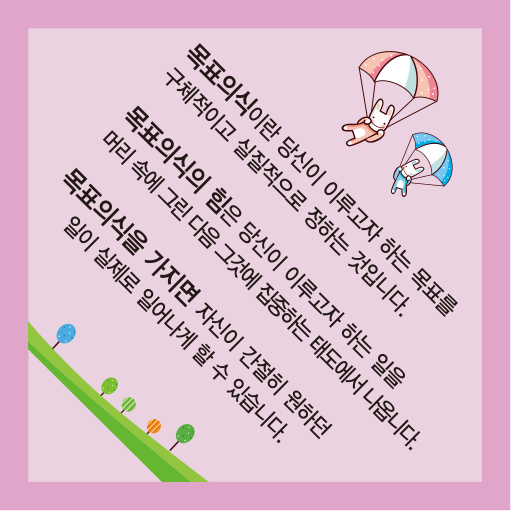 목표의식이란 당신이 이루고자 하는 목표를
구체적이고 실질적으로 정하는 것입니다.
목표의식의 힘은 당신이 이루고자 하는 일을
머리 속에 그린 다음 그것에 집중하는 태도에서 나옵니다.
목표의식을 가지면 자신이 간절히 원하던
일이 실제로 일어나게 할 수 있습니다.